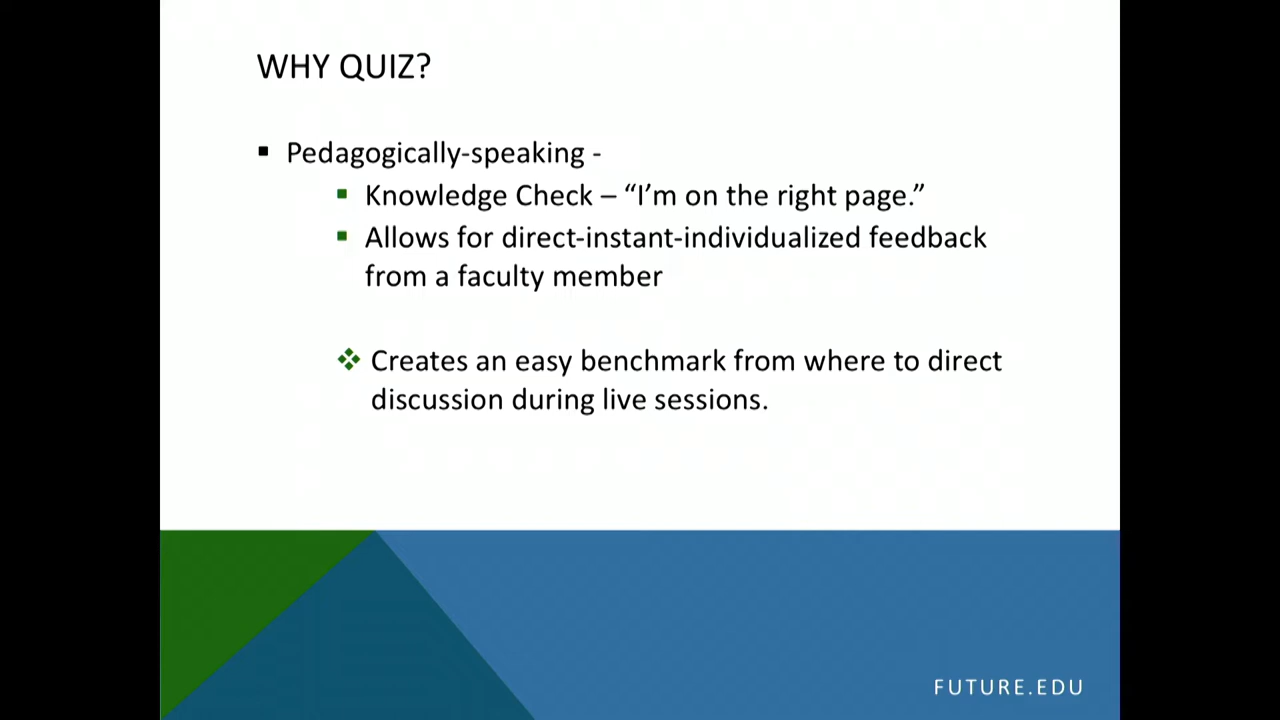 WHY QUIZ?
▪ Pedagogically-speaking -
▪ Knowledge Check – “I’m on the right page.”
▪ Allows for direct-instant-individualized feedback
from a faculty member
❖ Creates an easy benchmark from where to direct
discussion during live sessions.
FUTURE.EDU